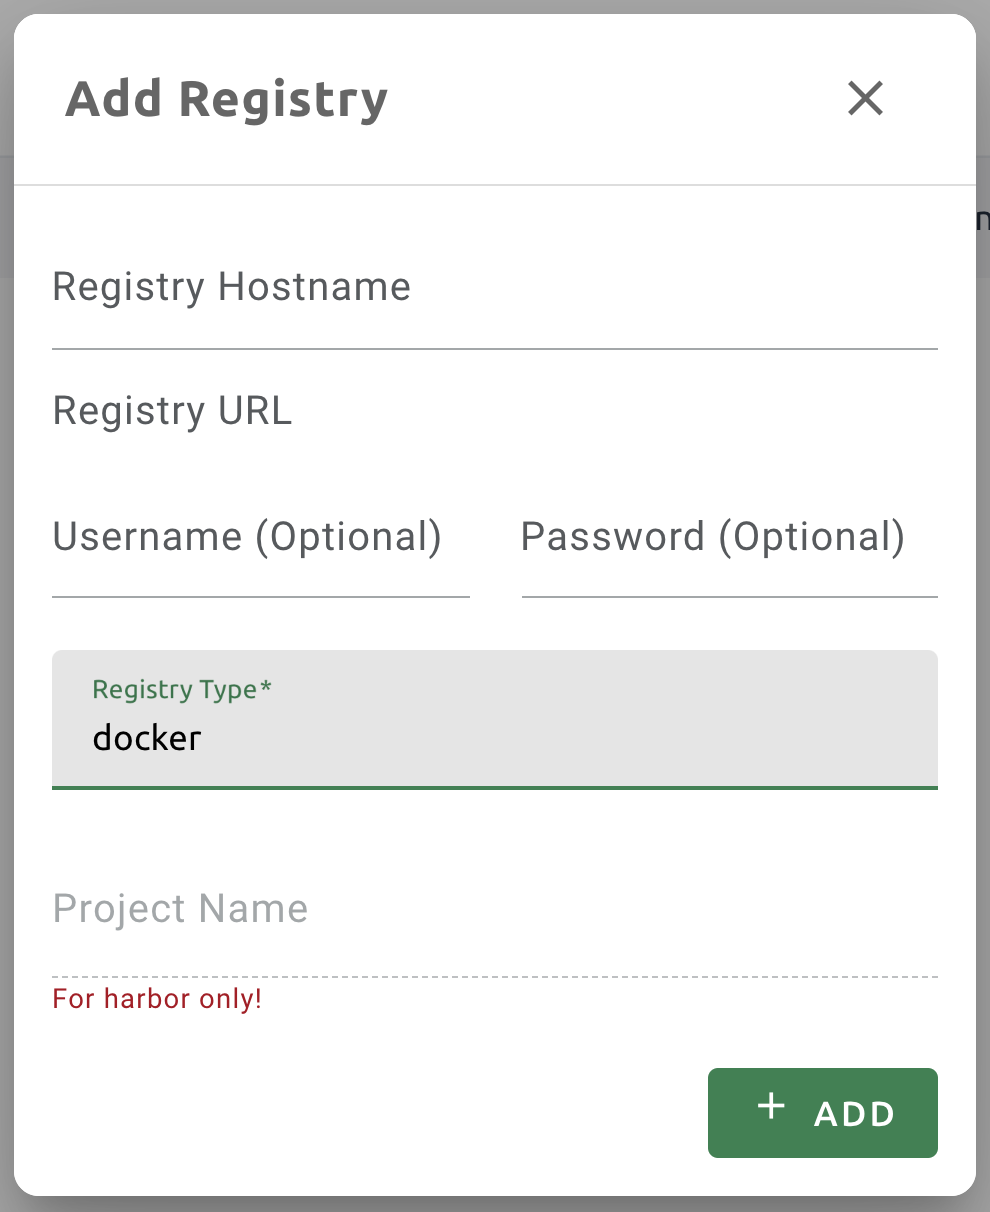 Add Registry
Registry Hostname
Registry URL
Username (Optional) Password (Optional)
Registry Type*
docker
Project Name
For harbor only!
+ ADD